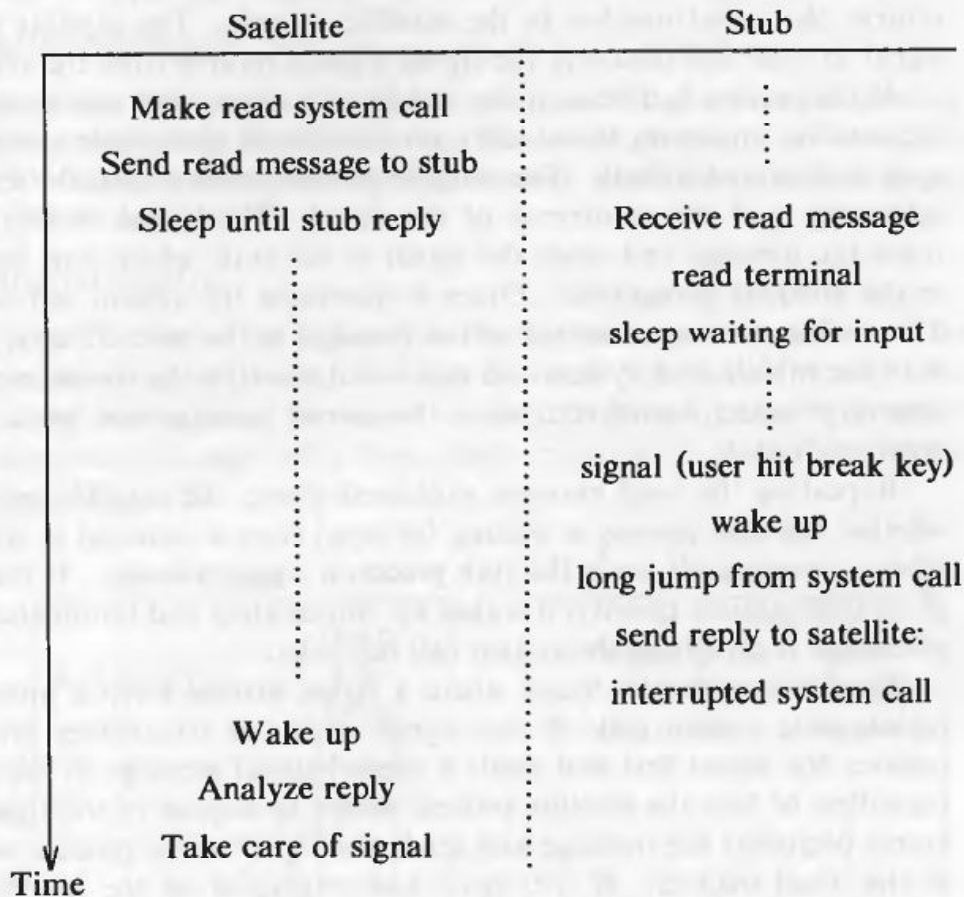 Satellite Stub
Make read system call
Send read message to stub
Sleep until stub reply Receive read message
read terminal
sleep waiting for input
signal (user hit break key)
wake up
long jump from system call
send reply to satellite:
interrupted system call
Wake up
Analyze reply
Take care of signal
Time